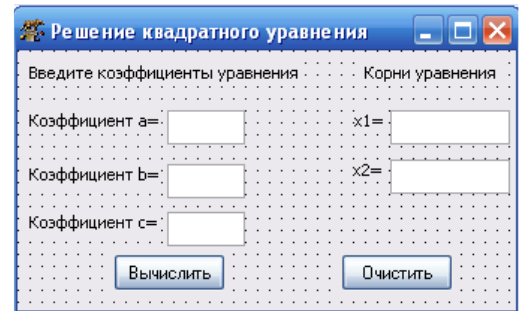 Решение квадратного уравнения
Введите коэффициенты уравнения
Корни уравнения
Коэффициент a=
x1=
Коэффициент b=
x2=
Коэффициент c=
Вычислить
Очистить